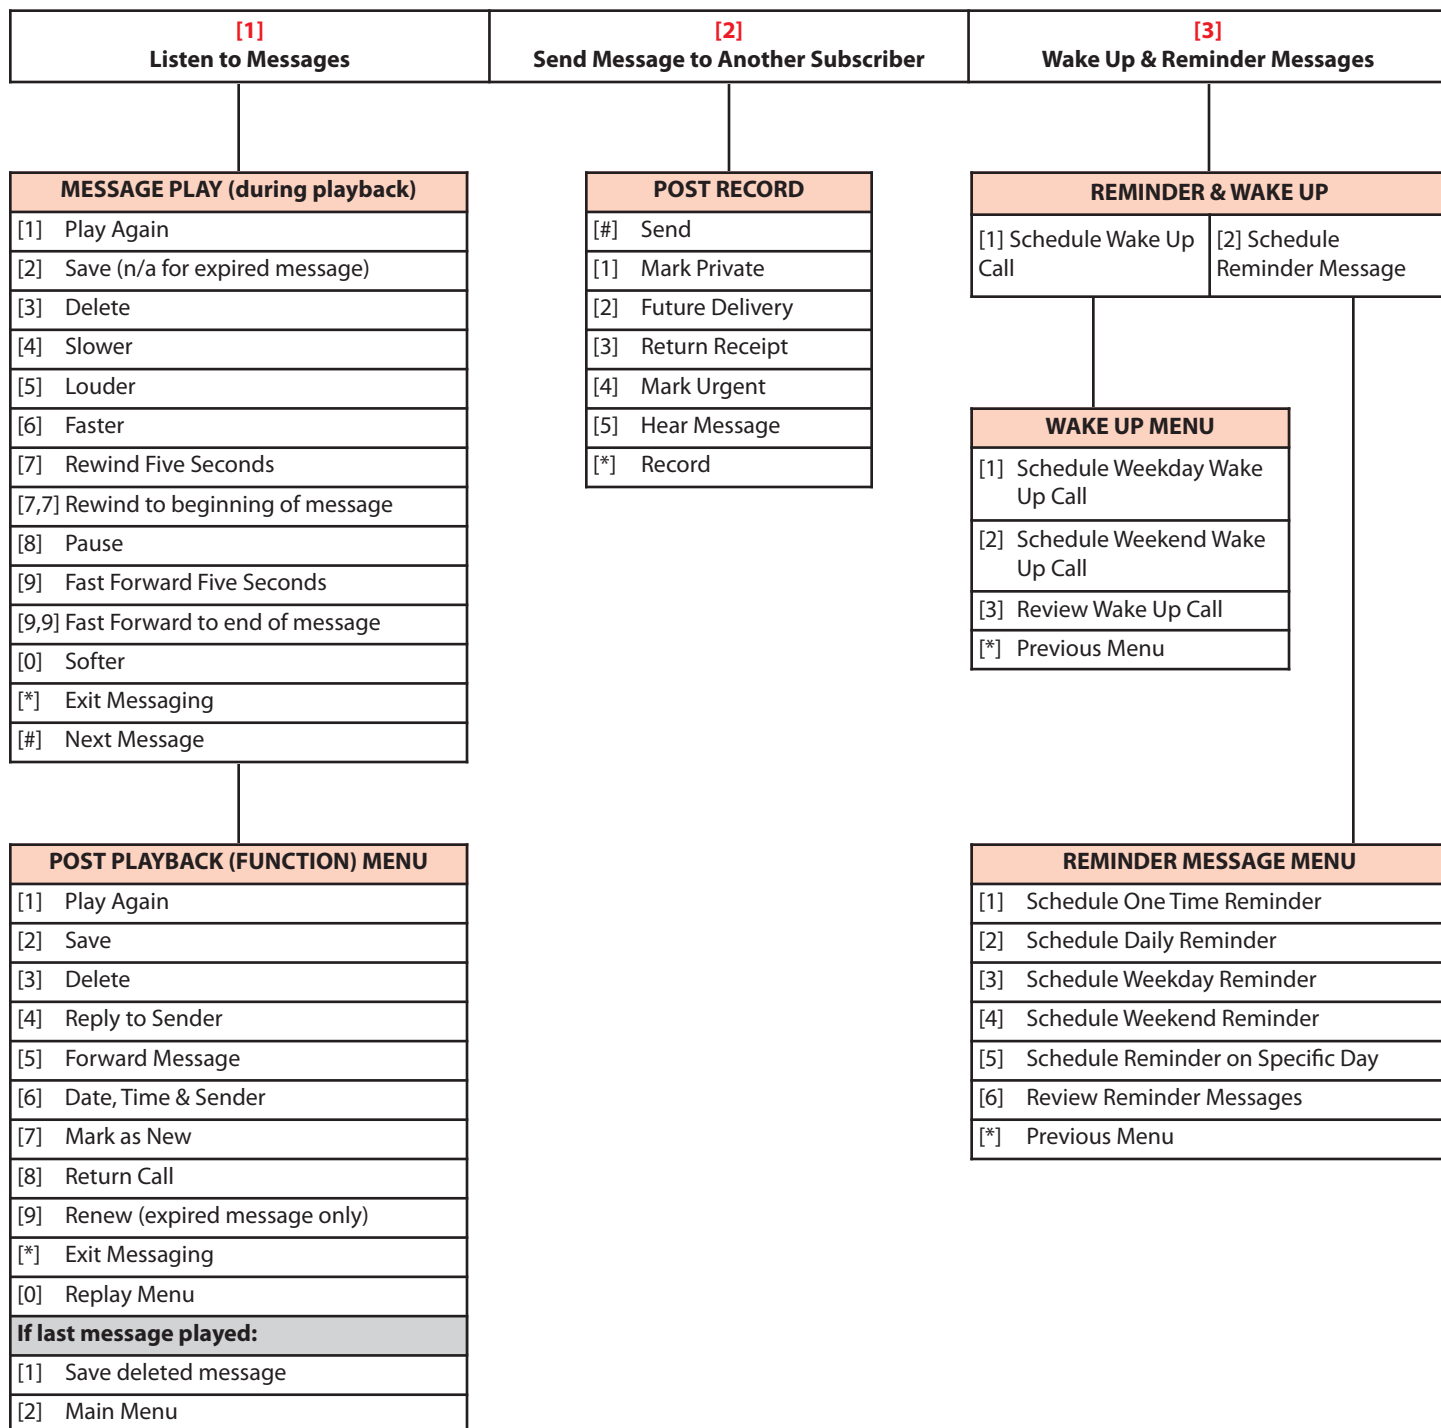 [1]
Listen to Messages
[2]
Send Message to Another Subscriber
[3]
Wake Up & Reminder Messages
MESSAGE PLAY (during playback)
[1] Play Again
[2] Save (n/a for expired message)
[3] Delete
[4] Slower
[5] Louder
[6] Faster
[7] Rewind Five Seconds
[7,7] Rewind to beginning of message
[8] Pause
[9] Fast Forward Five Seconds
[9,9] Fast Forward to end of message
[0] Softer
[*] Exit Messaging
[#] Next Message
POST PLAYBACK (FUNCTION) MENU
[1] Play Again
[2] Save
[3] Delete
[4] Reply to Sender
[5] Forward Message
[6] Date, Time & Sender
[7] Mark as New
[8] Return Call
[9] Renew (expired message only)
[*] Exit Messaging
[0] Replay Menu
If last message played:
[1] Save deleted message
[2] Main Menu
POST RECORD
[#] Send
[1] Mark Private
[2] Future Delivery
[3] Return Receipt
[4] Mark Urgent
[5] Hear Message
[*] Record
REMINDER & WAKE UP
[1] Schedule Wake Up
Call
[2] Schedule
Reminder Message
WAKE UP MENU
[1] Schedule Weekday Wake
Up Call
[2] Schedule Weekend Wake
Up Call
[3] Review Wake Up Call
[*] Previous Menu
REMINDER MESSAGE MENU
[1] Schedule One Time Reminder
[2] Schedule Daily Reminder
[3] Schedule Weekday Reminder
[4] Schedule Weekend Reminder
[5] Schedule Reminder on Specific Day
[6] Review Reminder Messages
[*] Previous Menu